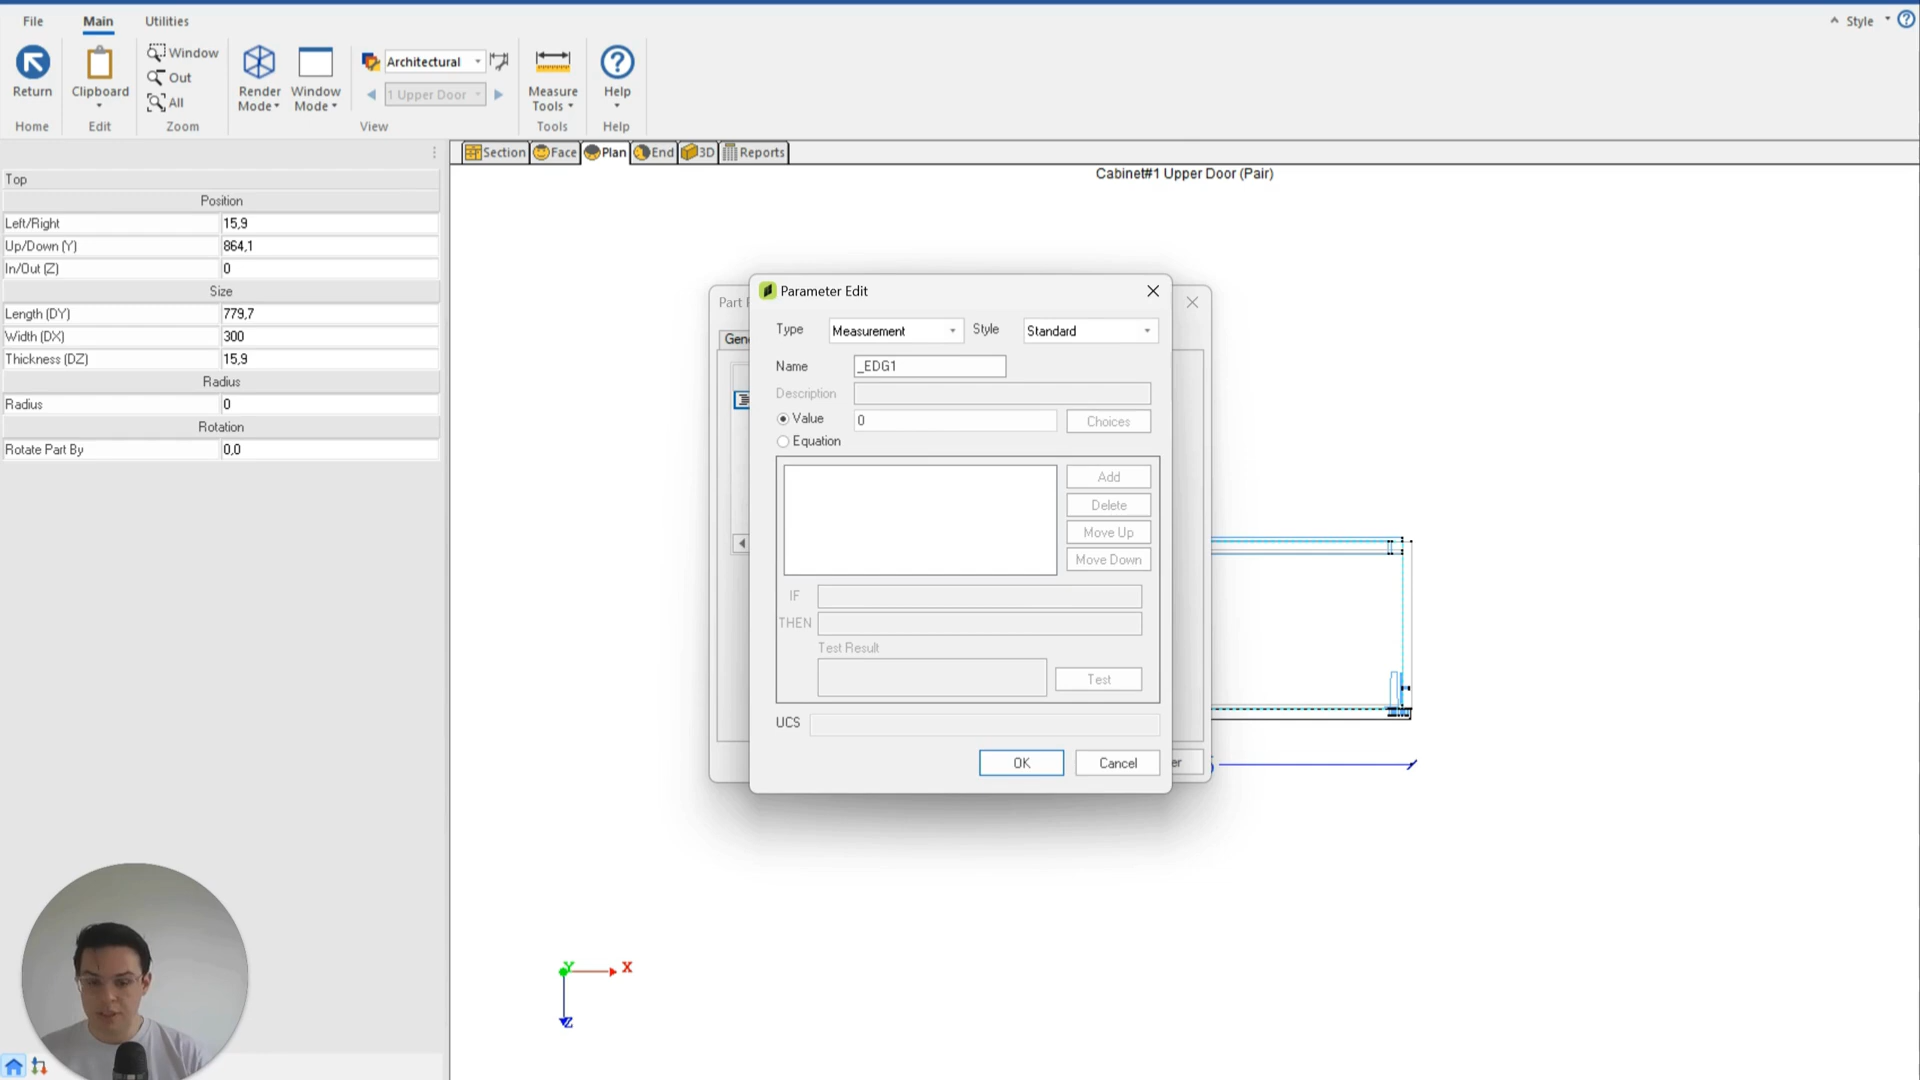 File Main Utilities Style
Return Clipboard Window Out All Render Mode Window Mode Architectural 1 Upper Door Measure Tools Help
Home Edit Zoom View Tools Help
Section Face Plan End 3D Reports
Cabinet#1 Upper Door (Pair)
Top
Position
Left/Right 15,9
Up/Down (Y) 864,1
In/Out (Z) 0
Size
Length (DY) 779,7
Width (DX) 300
Thickness (DZ) 15,9
Radius
Radius 0
Rotation
Rotate Part By 0,0
Part
Parameter Edit
Type Measurement Style Standard
Name _EDG1
Description
Value 0 Choices
Equation
Add
Delete
Move Up
Move Down
IF
THEN
Test Result
Test
UCS
OK Cancel
er
Y X
Z